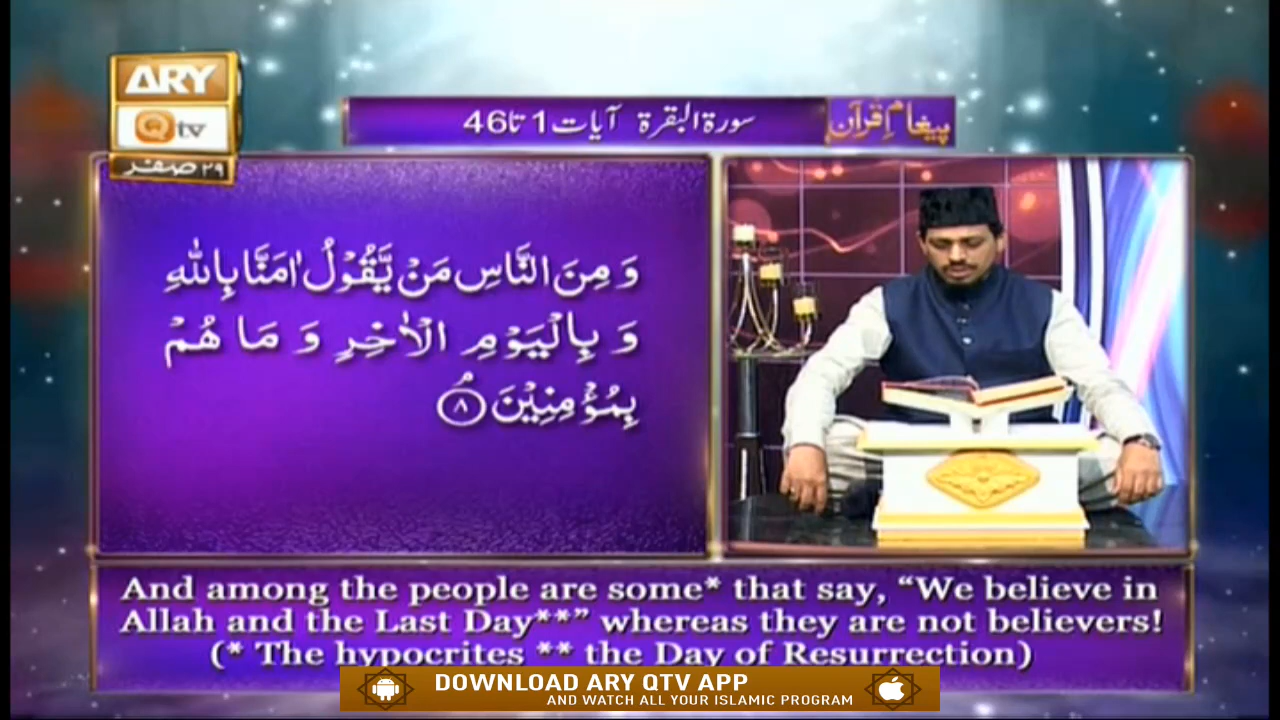 ARY
Qtv
۲۹ صفر
پیغامِ قرآن
سورۃ البقرۃ آیات 1 تا 46
وَ مِنَ النَّاسِ مَنْ یَّقُوْلُ اٰمَنَّا بِاللّٰهِ
وَ بِالْیَوْمِ الْاٰخِرِ وَ مَا هُمْ
بِمُؤْمِنِیْنَ ۘ﴿۸﴾
And among the people are some* that say, “We believe in
Allah and the Last Day**” whereas they are not believers!
(* The hypocrites ** the Day of Resurrection)
DOWNLOAD ARY QTV APP
AND WATCH ALL YOUR ISLAMIC PROGRAM